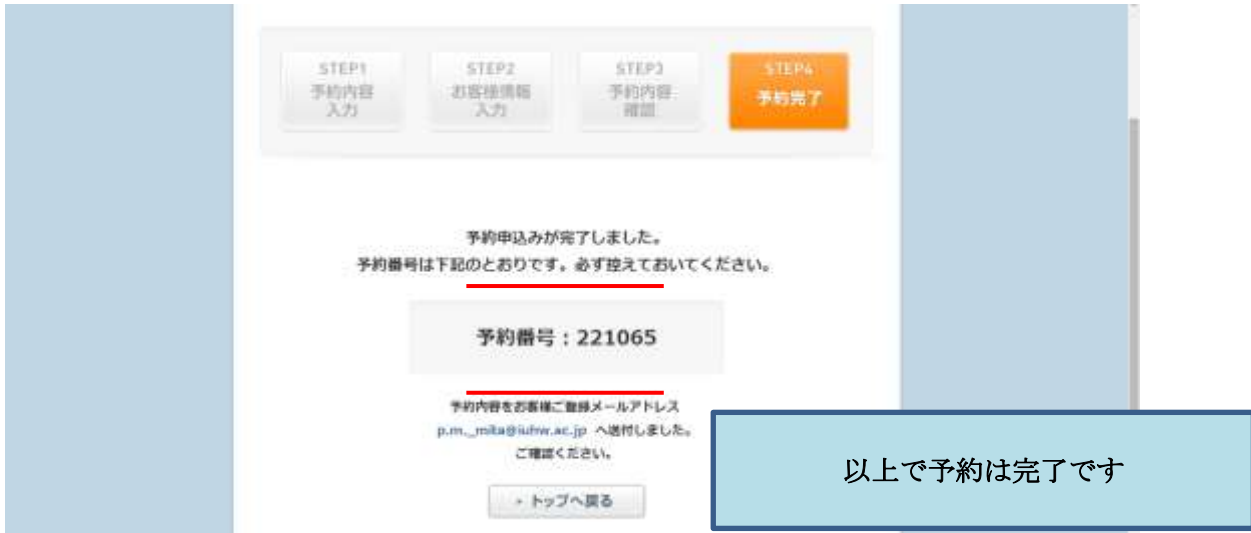 STEP1
予約内容
入力
STEP2
お客様情報
入力
STEP3
予約内容
確認
STEP4
予約完了
予約申込みが完了しました。
予約番号は下記のとおりです。必ず控えておいてください。
予約番号：221065
予約内容をお客様ご登録メールアドレス
p.m._mita@iuhw.ac.jp へ送付しました。
ご確認ください。
トップへ戻る
以上で予約は完了です